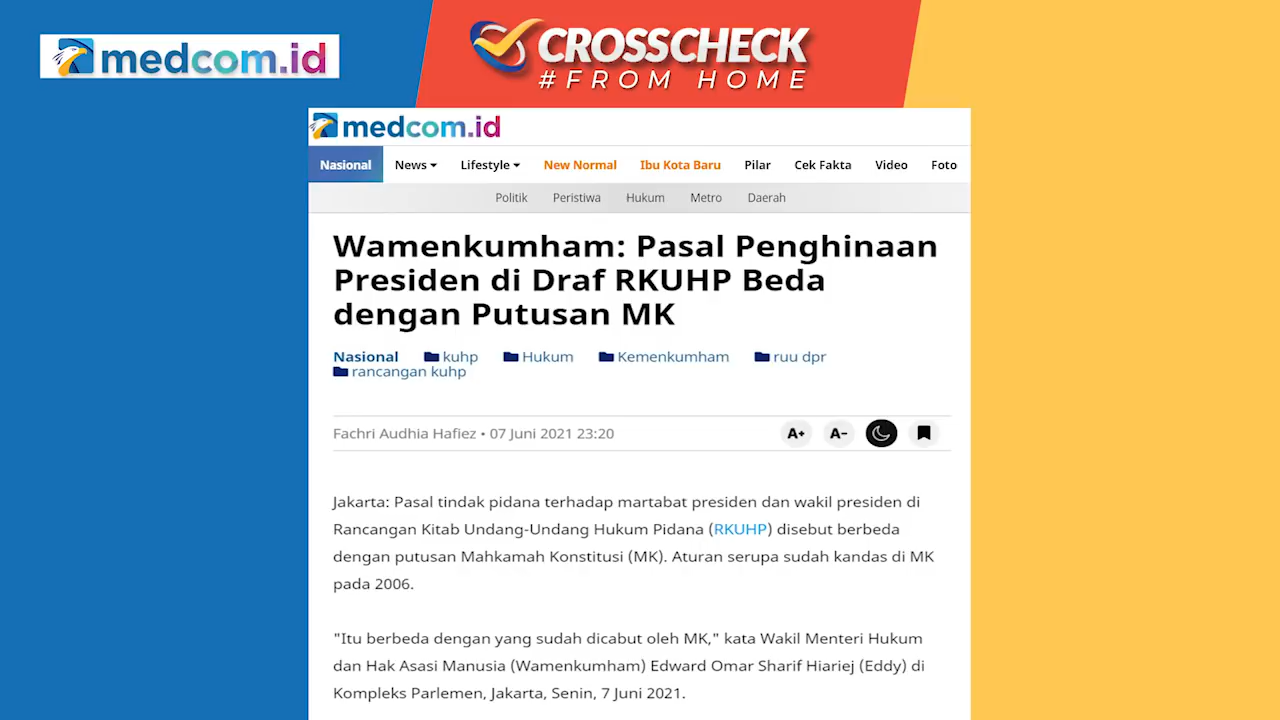 medcom.id
CROSSCHECK
#FROM HOME
medcom.id
Nasional News Lifestyle New Normal Ibu Kota Baru Pilar Cek Fakta Video Foto
Politik Peristiwa Hukum Metro Daerah
Wamenkumham: Pasal Penghinaan
Presiden di Draf RKUHP Beda
dengan Putusan MK
Nasional kuhp Hukum Kemenkumham ruu dpr
rancangan kuhp
Fachri Audhia Hafiez • 07 Juni 2021 23:20 A+ A-
Jakarta: Pasal tindak pidana terhadap martabat presiden dan wakil presiden di
Rancangan Kitab Undang-Undang Hukum Pidana (RKUHP) disebut berbeda
dengan putusan Mahkamah Konstitusi (MK). Aturan serupa sudah kandas di MK
pada 2006.
"Itu berbeda dengan yang sudah dicabut oleh MK," kata Wakil Menteri Hukum
dan Hak Asasi Manusia (Wamenkumham) Edward Omar Sharif Hiariej (Eddy) di
Kompleks Parlemen, Jakarta, Senin, 7 Juni 2021.